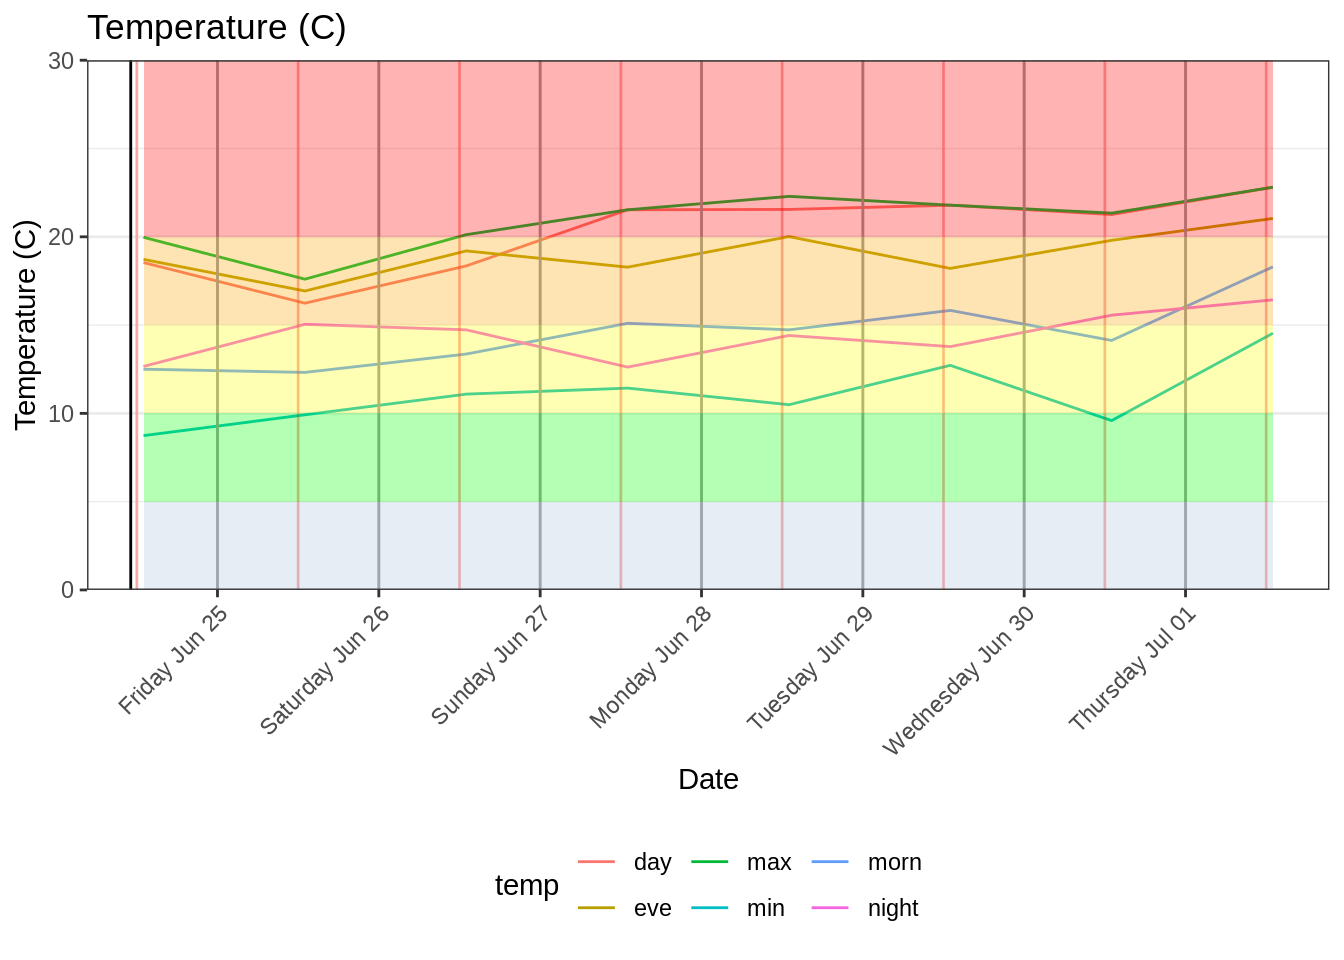 Temperature (C)
30
20
10
0
Temperature (C)
Friday Jun 25
Saturday Jun 26
Sunday Jun 27
Monday Jun 28
Tuesday Jun 29
Wednesday Jun 30
Thursday Jul 01
Date
temp
day max morn
eve min night